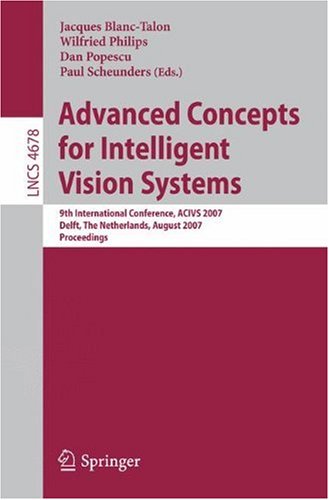 Jacques Blanc-Talon
Wilfried Philips
Dan Popescu
Paul Scheunders (Eds.)
LNCS 4678
Advanced Concepts
for Intelligent
Vision Systems
9th International Conference, ACIVS 2007
Delft, The Netherlands, August 2007
Proceedings
Springer